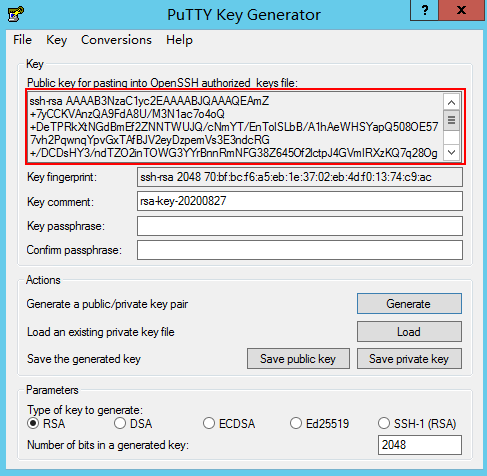 PuTTY Key Generator
? x
File Key Conversions Help
Key
Public key for pasting into OpenSSH authorized_keys file:
ssh-rsa AAAAB3NzaC1yc2EAAAABJQAAAQEAmZ
+7yCCKVAnzQA9FdA8U/M3N1ac7o4oQ
+DeTPRkXtNGdBmEf2ZNNTWUJQ/cNmYT/EnToISLbB/A1hAeWHSYapQ508OE57
7vh2PqwnqYpvGxTAfBJV2eyDzpemVs3E3ndcRG
+/DCDsHY3/ndTZO2nTOWG3YYrBnnRmNFG38Z645Of2IctpJ4GVmIRXzKQ7q28Og
Key fingerprint: ssh-rsa 2048 70:bf:bc:f6:a5:eb:1e:37:02:eb:4d:f0:13:74:c9:ac
Key comment: rsa-key-20200827
Key passphrase:
Confirm passphrase:
Actions
Generate a public/private key pair Generate
Load an existing private key file Load
Save the generated key Save public key Save private key
Parameters
Type of key to generate:
RSA DSA ECDSA Ed25519 SSH-1 (RSA)
Number of bits in a generated key: 2048